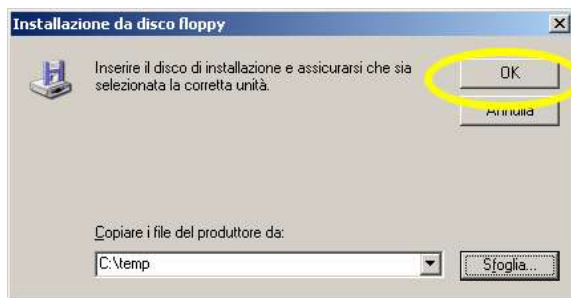 Installazione da disco floppy
Inserire il disco di installazione e assicurarsi che sia
selezionata la corretta unità.
OK
Annulla
Copiare i file del produttore da:
C:\temp
Sfoglia...